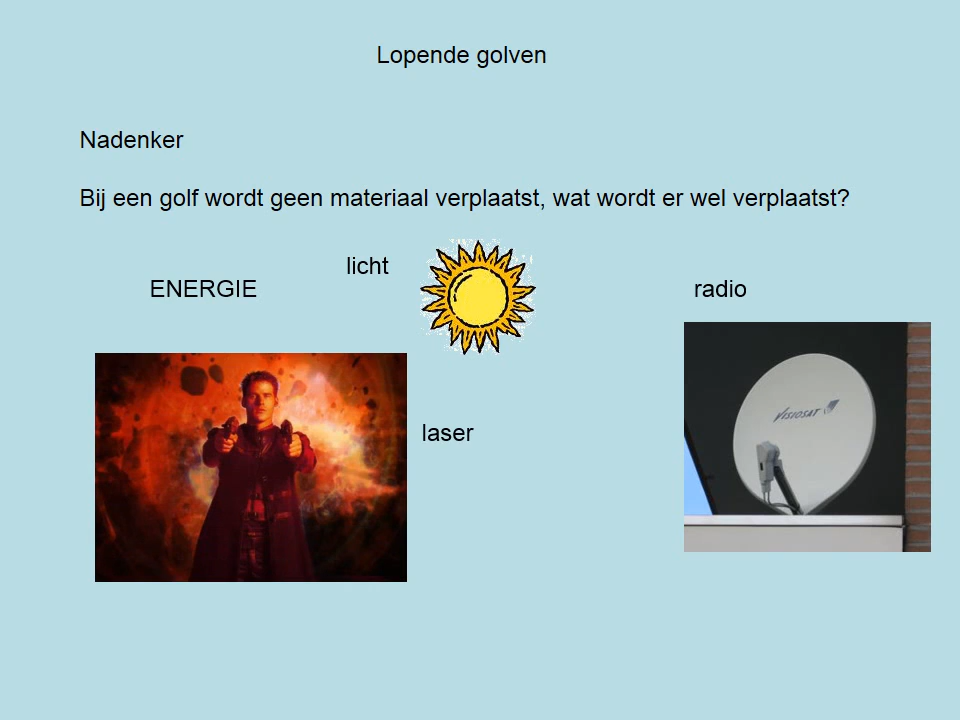 Lopende golven
Nadenker
Bij een golf wordt geen materiaal verplaatst, wat wordt er wel verplaatst?
licht
ENERGIE
radio
VISIOSAT
laser